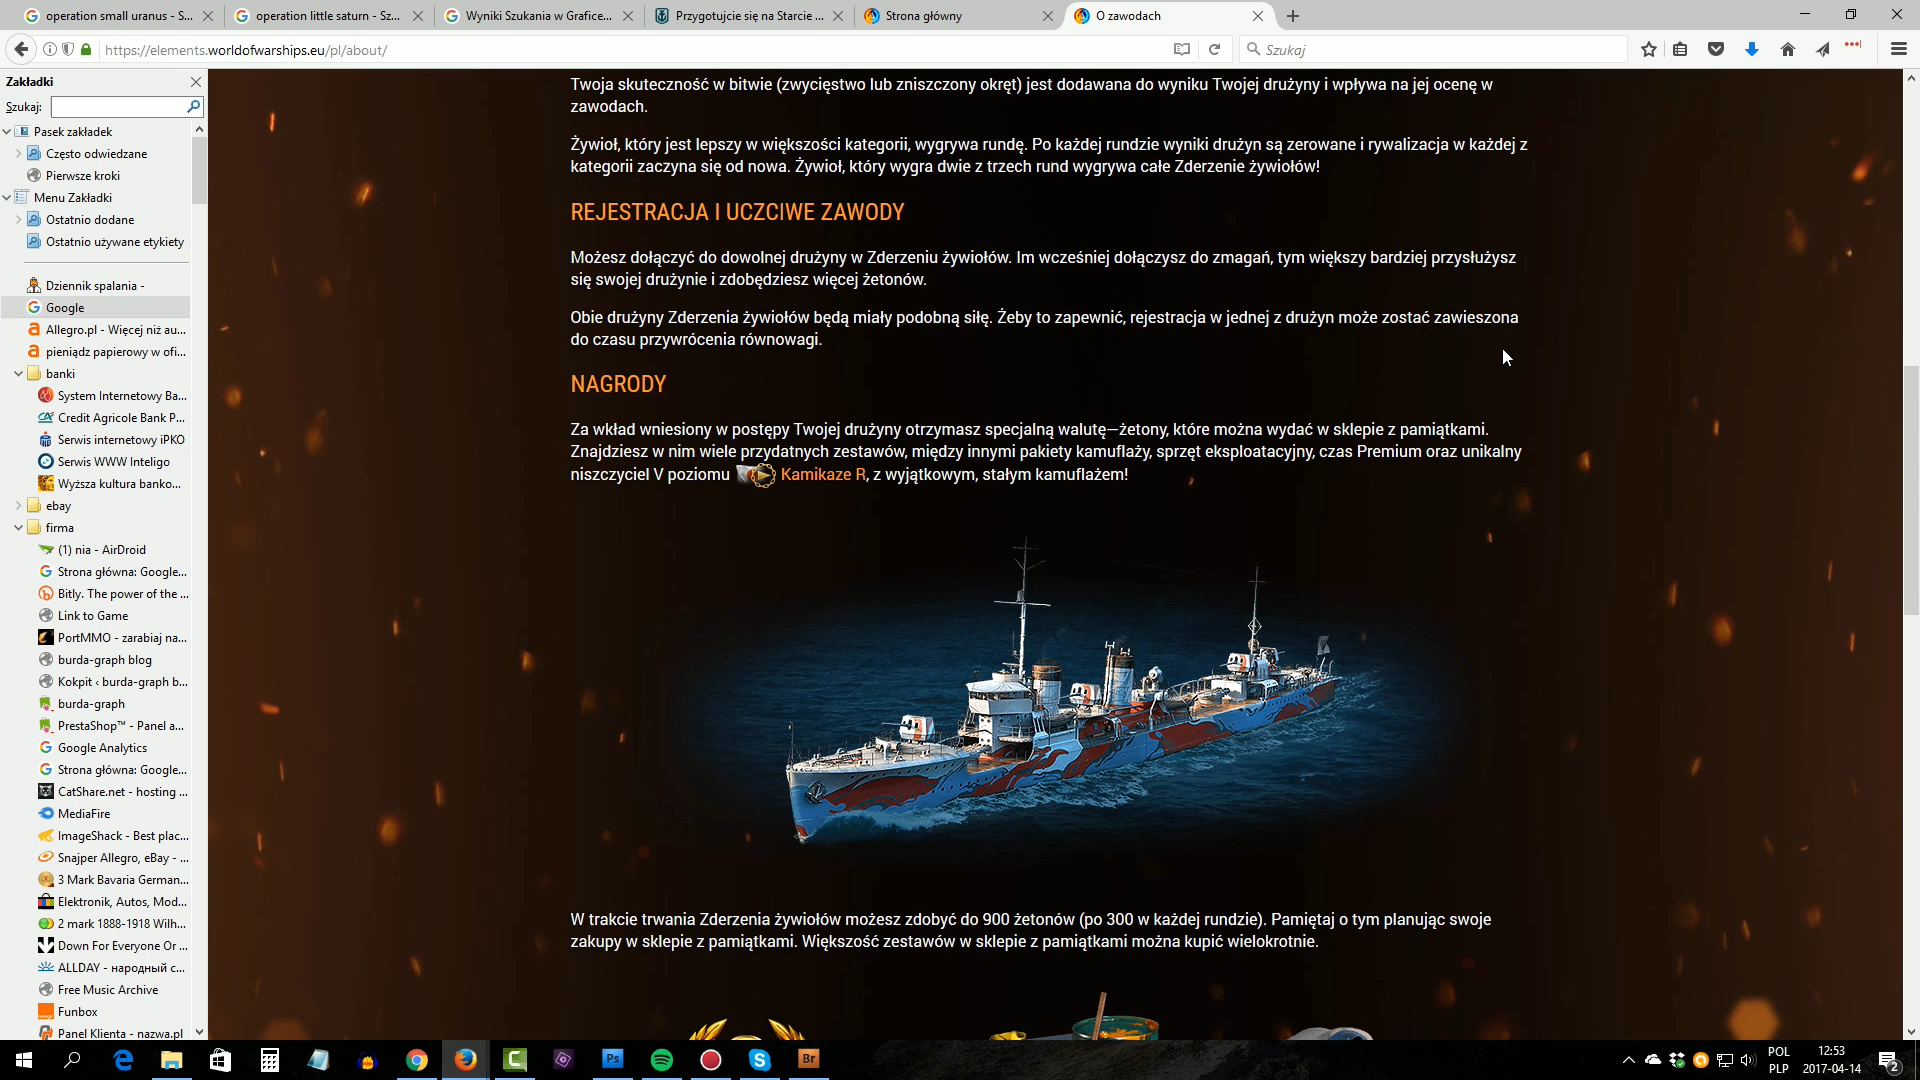 operation small uranus - S...
operation little saturn - Sz...
Wyniki Szukania w Grafice...
Przygotujcie się na Starcie ...
Strona główny
O zawodach
https://elements.worldofwarships.eu/pl/about/
Szukaj
Zakładki
Szukaj:
Pasek zakładek
Często odwiedzane
Pierwsze kroki
Menu Zakładki
Ostatnio dodane
Ostatnio używane etykiety
Dziennik spalania -
Google
Allegro.pl - Więcej niż au...
pieniądz papierowy w ofi...
banki
System Internetowy Ba...
Credit Agricole Bank P...
Serwis internetowy iPKO
Serwis WWW Inteligo
Wyższa kultura banko...
ebay
firma
(1) nia - AirDroid
Strona główna: Google...
Bitly. The power of the ...
Link to Game
PortMMO - zarabiaj na...
burda-graph blog
Kokpit ‹ burda-graph b...
burda-graph
PrestaShop™ - Panel a...
Google Analytics
Strona główna: Google...
CatShare.net - hosting ...
MediaFire
ImageShack - Best plac...
Snajper Allegro, eBay - ...
3 Mark Bavaria German...
Elektronik, Autos, Mod...
2 mark 1888-1918 Wilh...
Down For Everyone Or ...
ALLDAY - народный с...
Free Music Archive
Funbox
Panel Klienta - nazwa.pl
Twoja skuteczność w bitwie (zwycięstwo lub zniszczony okręt) jest dodawana do wyniku Twojej drużyny i wpływa na jej ocenę w
zawodach.
Żywioł, który jest lepszy w większości kategorii, wygrywa rundę. Po każdej rundzie wyniki drużyn są zerowane i rywalizacja w każdej z
kategorii zaczyna się od nowa. Żywioł, który wygra dwie z trzech rund wygrywa całe Zderzenie żywiołów!
REJESTRACJA I UCZCIWE ZAWODY
Możesz dołączyć do dowolnej drużyny w Zderzeniu żywiołów. Im wcześniej dołączysz do zmagań, tym większy bardziej przysłużysz
się swojej drużynie i zdobędziesz więcej żetonów.
Obie drużyny Zderzenia żywiołów będą miały podobną siłę. Żeby to zapewnić, rejestracja w jednej z drużyn może zostać zawieszona
do czasu przywrócenia równowagi.
NAGRODY
Za wkład wniesiony w postępy Twojej drużyny otrzymasz specjalną walutę—żetony, które można wydać w sklepie z pamiątkami.
Znajdziesz w nim wiele przydatnych zestawów, między innymi pakiety kamuflaży, sprzęt eksploatacyjny, czas Premium oraz unikalny
niszczyciel V poziomu Kamikaze R, z wyjątkowym, stałym kamuflażem!
W trakcie trwania Zderzenia żywiołów możesz zdobyć do 900 żetonów (po 300 w każdej rundzie). Pamiętaj o tym planując swoje
zakupy w sklepie z pamiątkami. Większość zestawów w sklepie z pamiątkami można kupić wielokrotnie.
Ps
Br
POL
PLP
12:53
2017-04-14
2